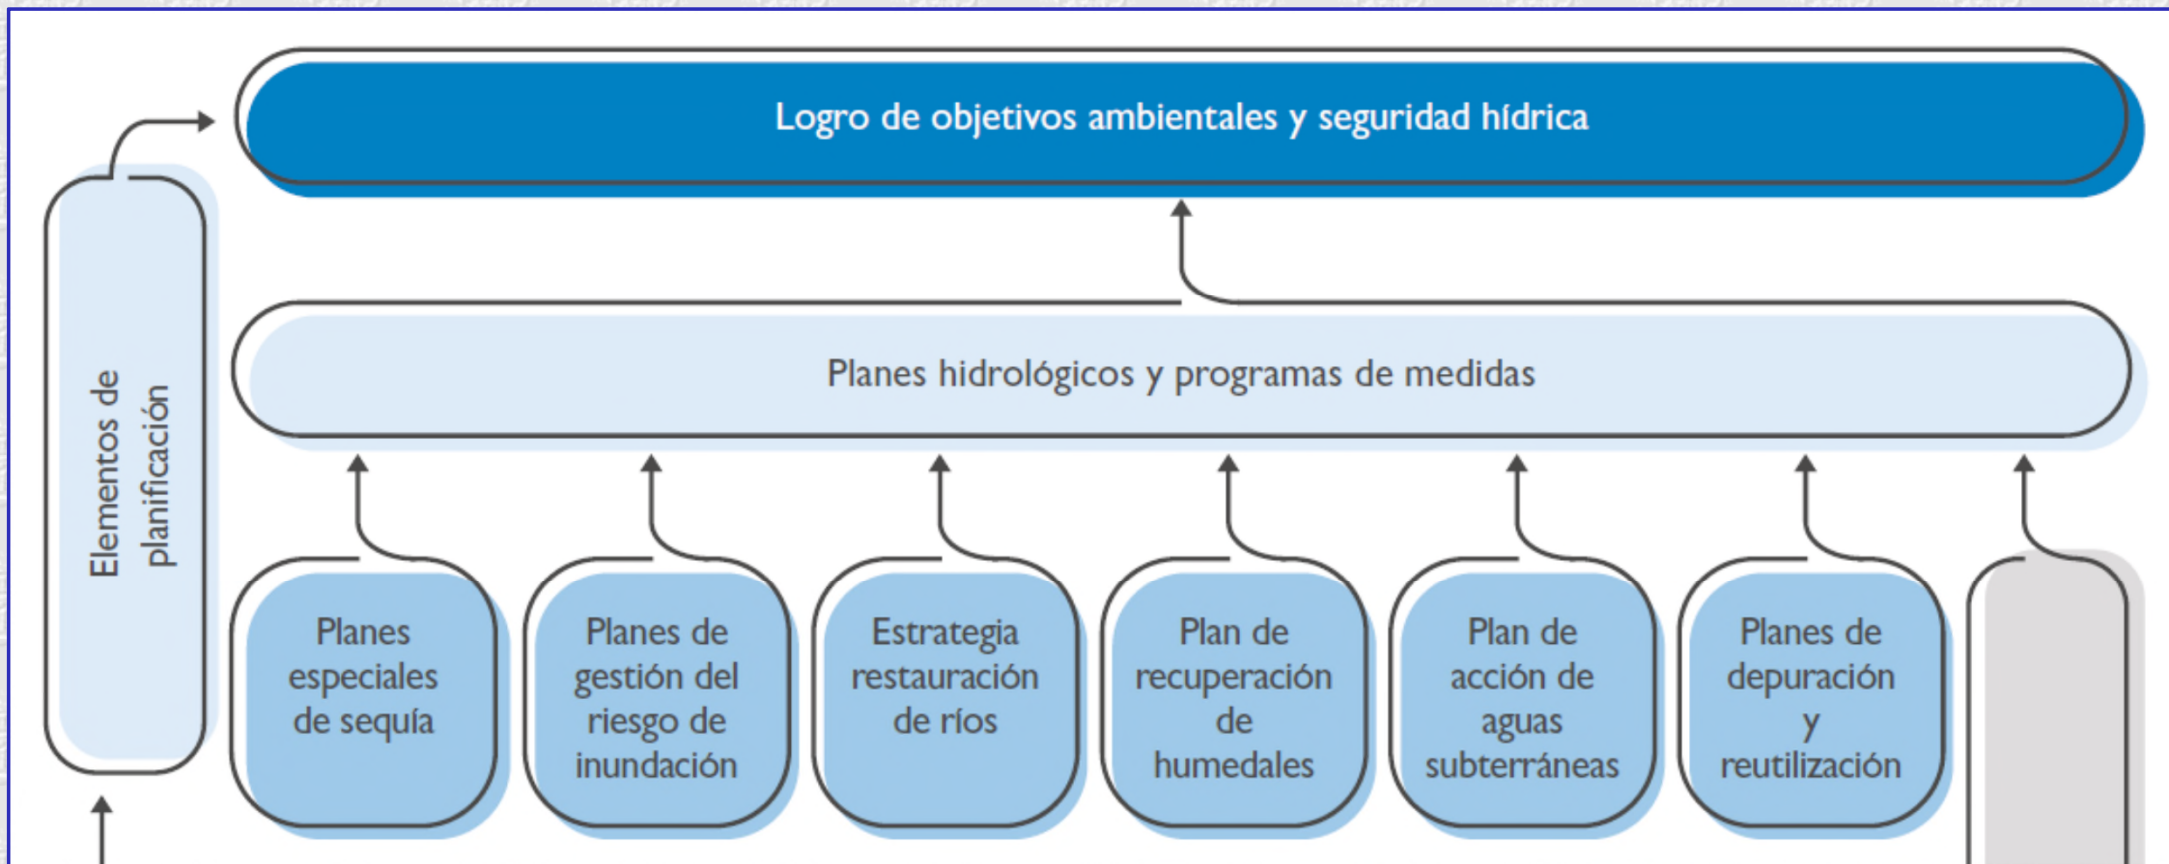 Logro de objetivos ambientales y seguridad hídrica
Elementos de
planificación
Planes hidrológicos y programas de medidas
Planes
especiales
de sequía
Planes de
gestión del
riesgo de
inundación
Estrategia
restauración
de ríos
Plan de
recuperación
de
humedales
Plan de
acción de
aguas
subterráneas
Planes de
depuración
y
reutilización